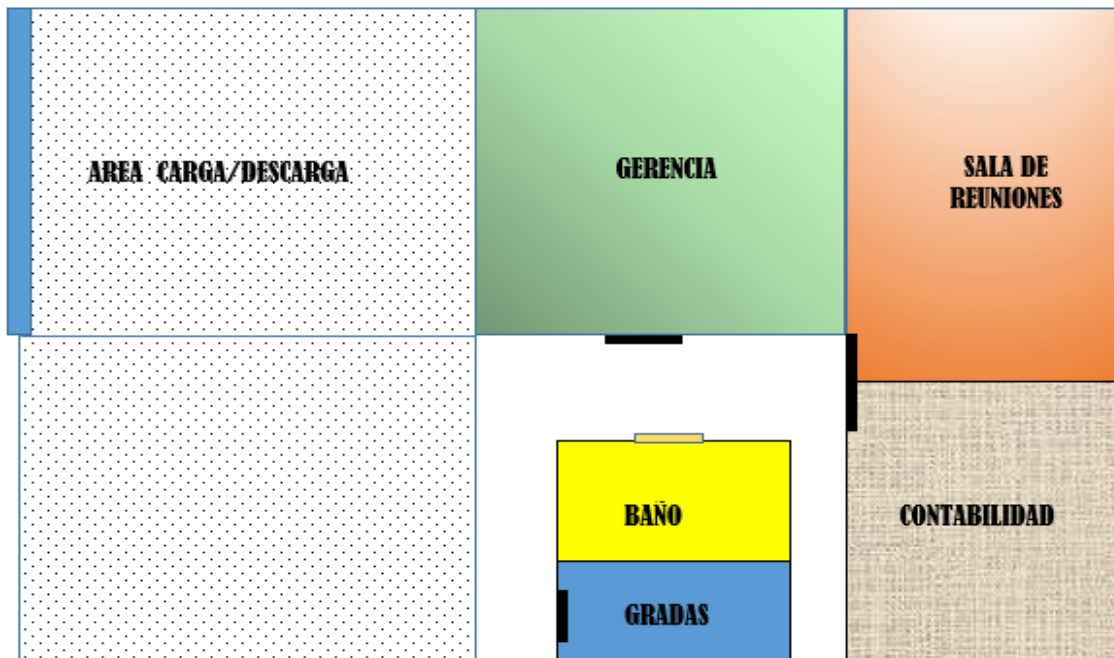 AREA CARGA/DESCARGA
GERENCIA
SALA DE
REUNIONES
BAÑO
CONTABILIDAD
GRADAS